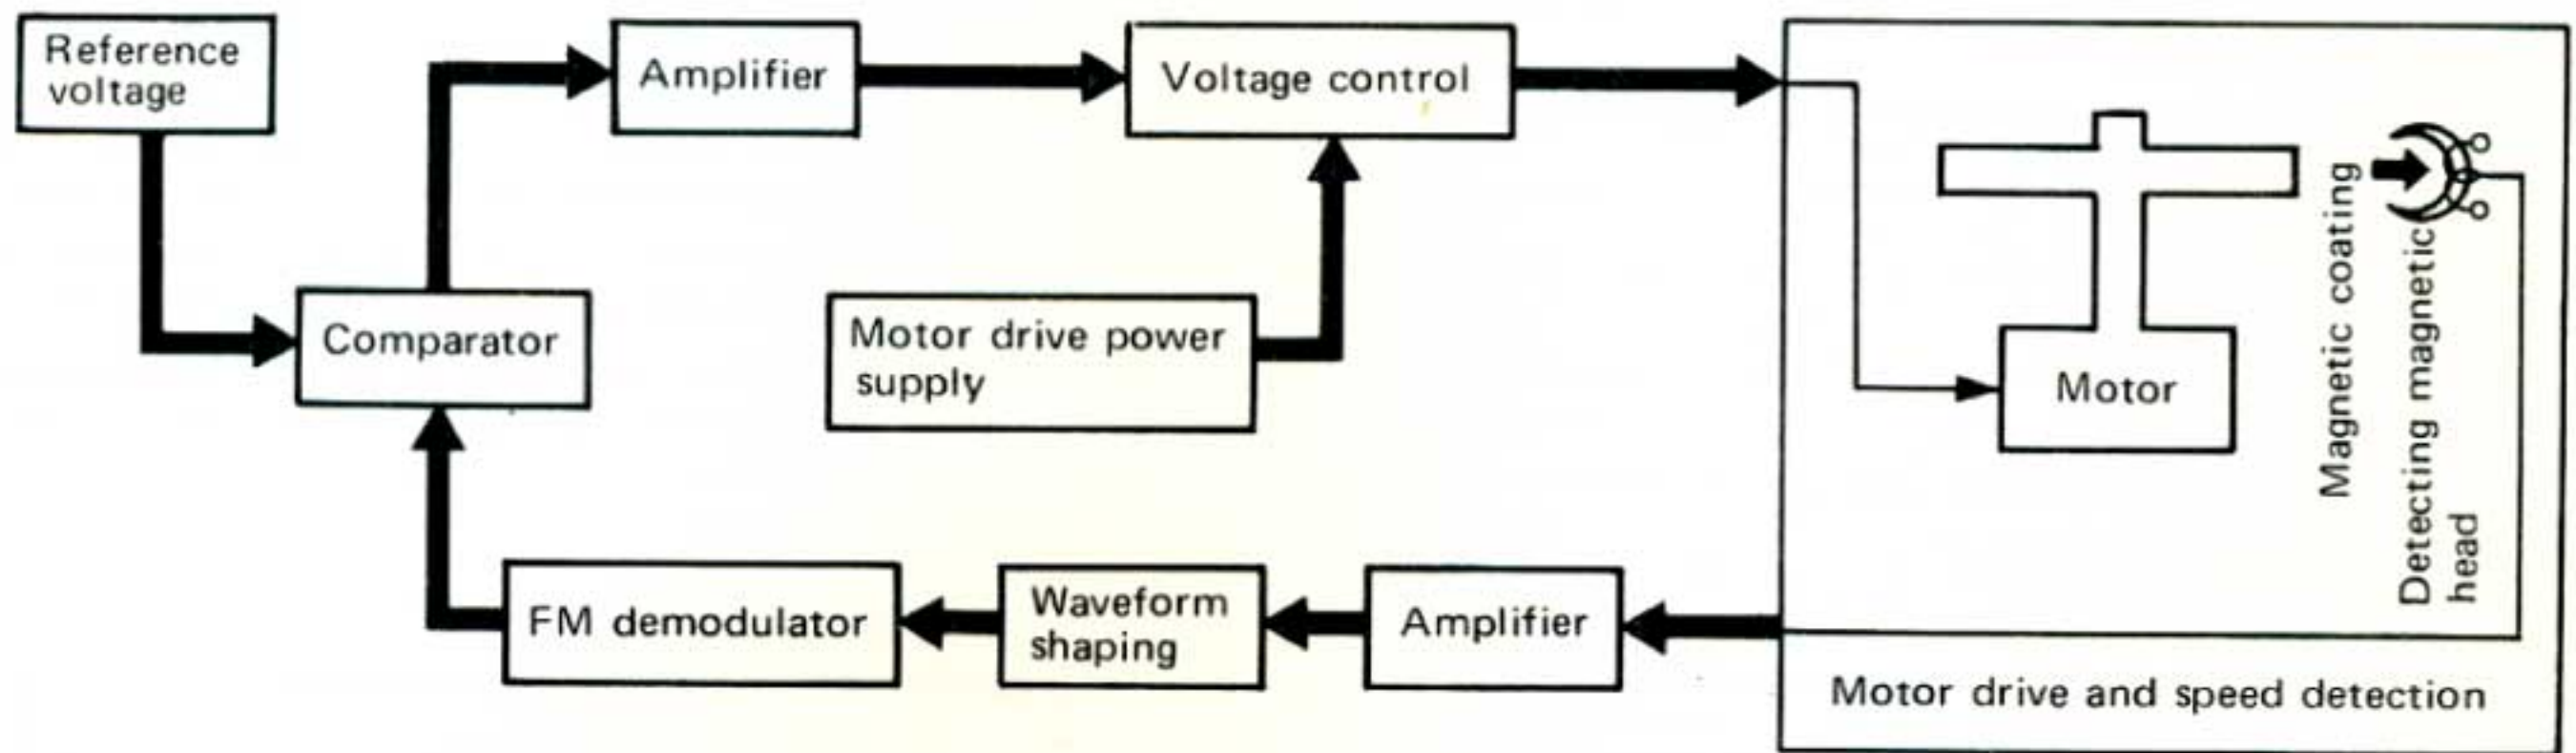 Reference
voltage
Amplifier
Voltage control
Comparator
Motor drive power
supply
Motor
Magnetic coating
Detecting magnetic
head
FM demodulator
Waveform
shaping
Amplifier
Motor drive and speed detection